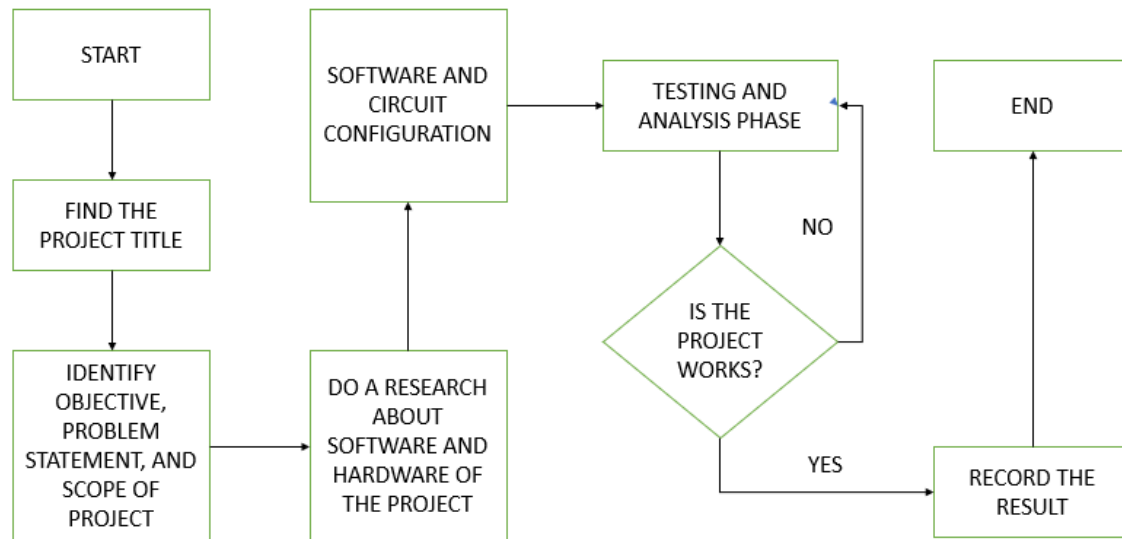 START
FIND THE
PROJECT TITLE
IDENTIFY
OBJECTIVE,
PROBLEM
STATEMENT, AND
SCOPE OF
PROJECT
DO A RESEARCH
ABOUT
SOFTWARE AND
HARDWARE OF
THE PROJECT
SOFTWARE AND
CIRCUIT
CONFIGURATION
TESTING AND
ANALYSIS PHASE
IS THE
PROJECT
WORKS?
NO
YES
RECORD THE
RESULT
END